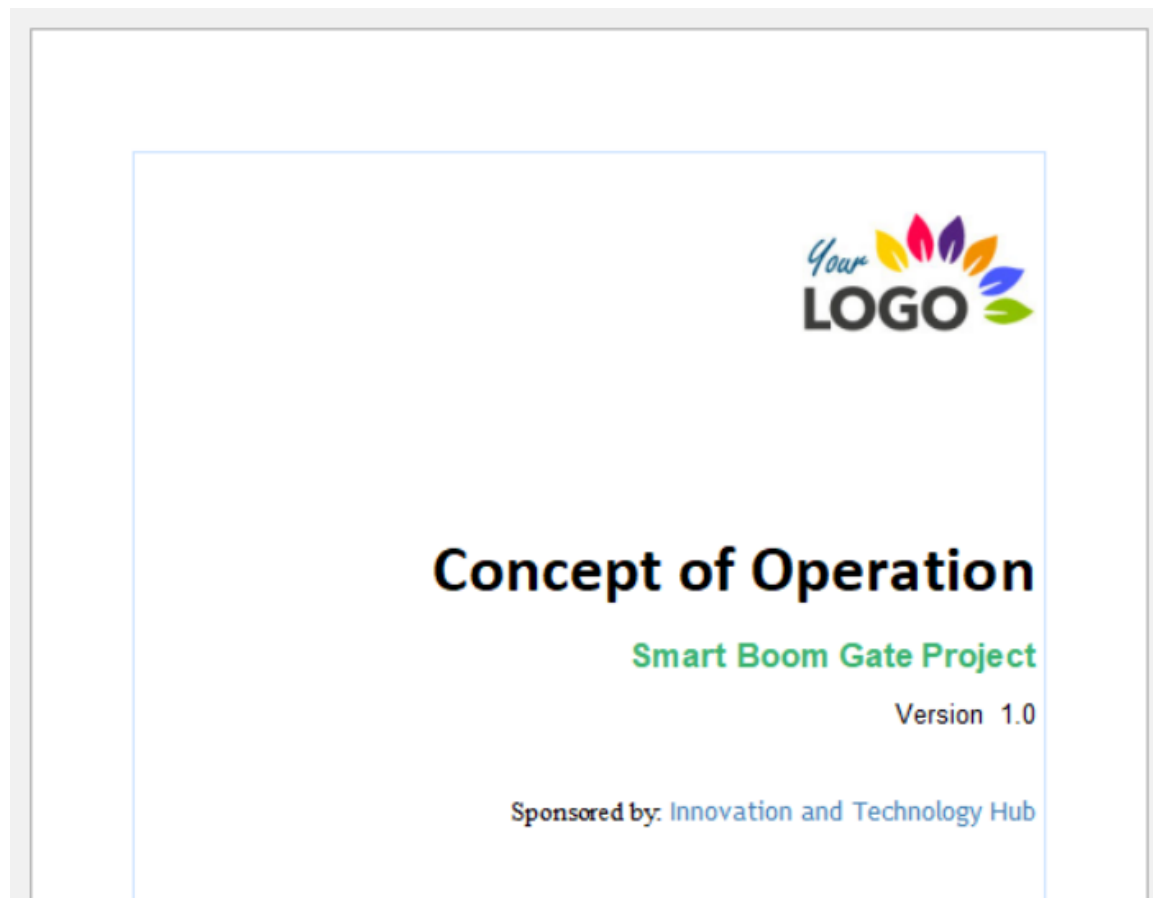 Your
LOGO
Concept of Operation
Smart Boom Gate Project
Version 1.0
Sponsored by: Innovation and Technology Hub